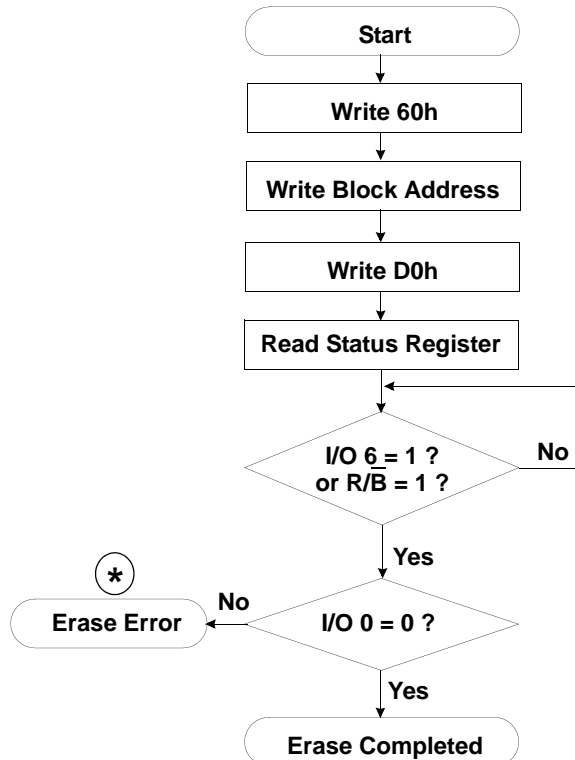 Start
Write 60h
Write Block Address
Write D0h
Read Status Register
I/O 6 = 1 ?
or R/B̅ = 1 ?
No
Yes
*
No
Erase Error
I/O 0 = 0 ?
Yes
Erase Completed